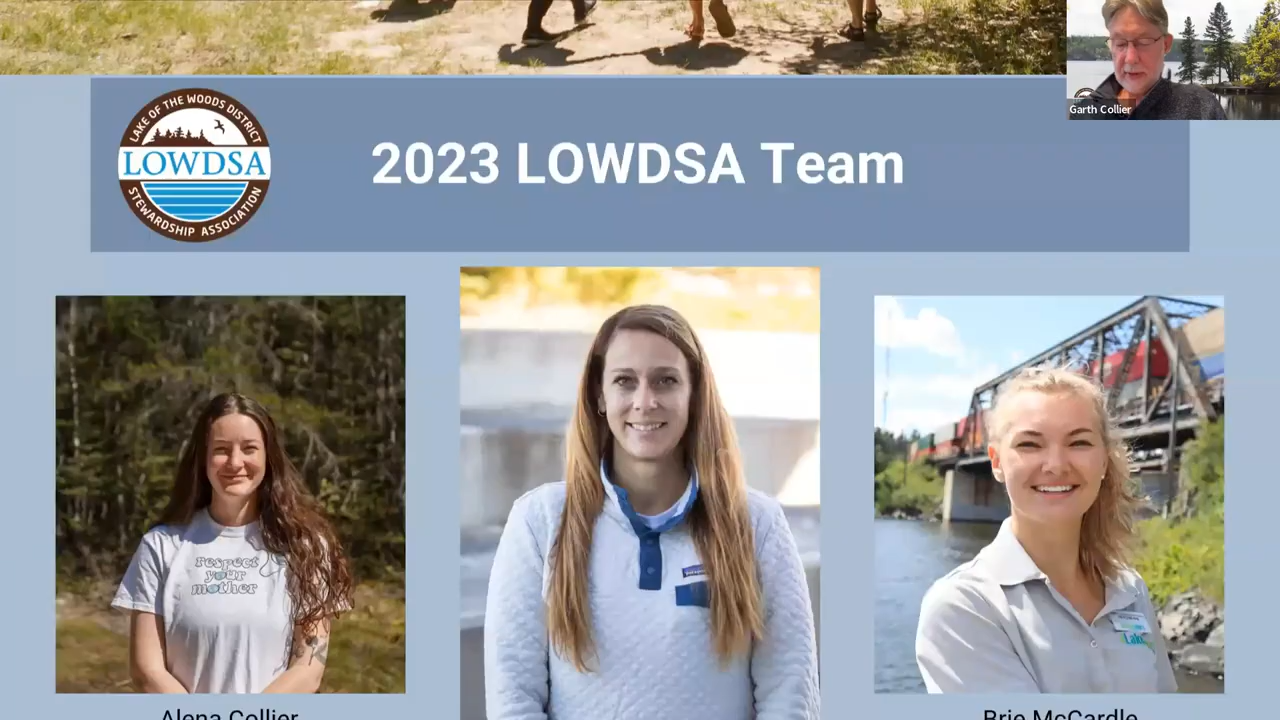 Garth Collier
LAKE OF THE WOODS DISTRICT
LOWDSA
STEWARDSHIP ASSOCIATION
2023 LOWDSA Team
respect
your
mother
patagonia
Alena Collier
Brie McCardle